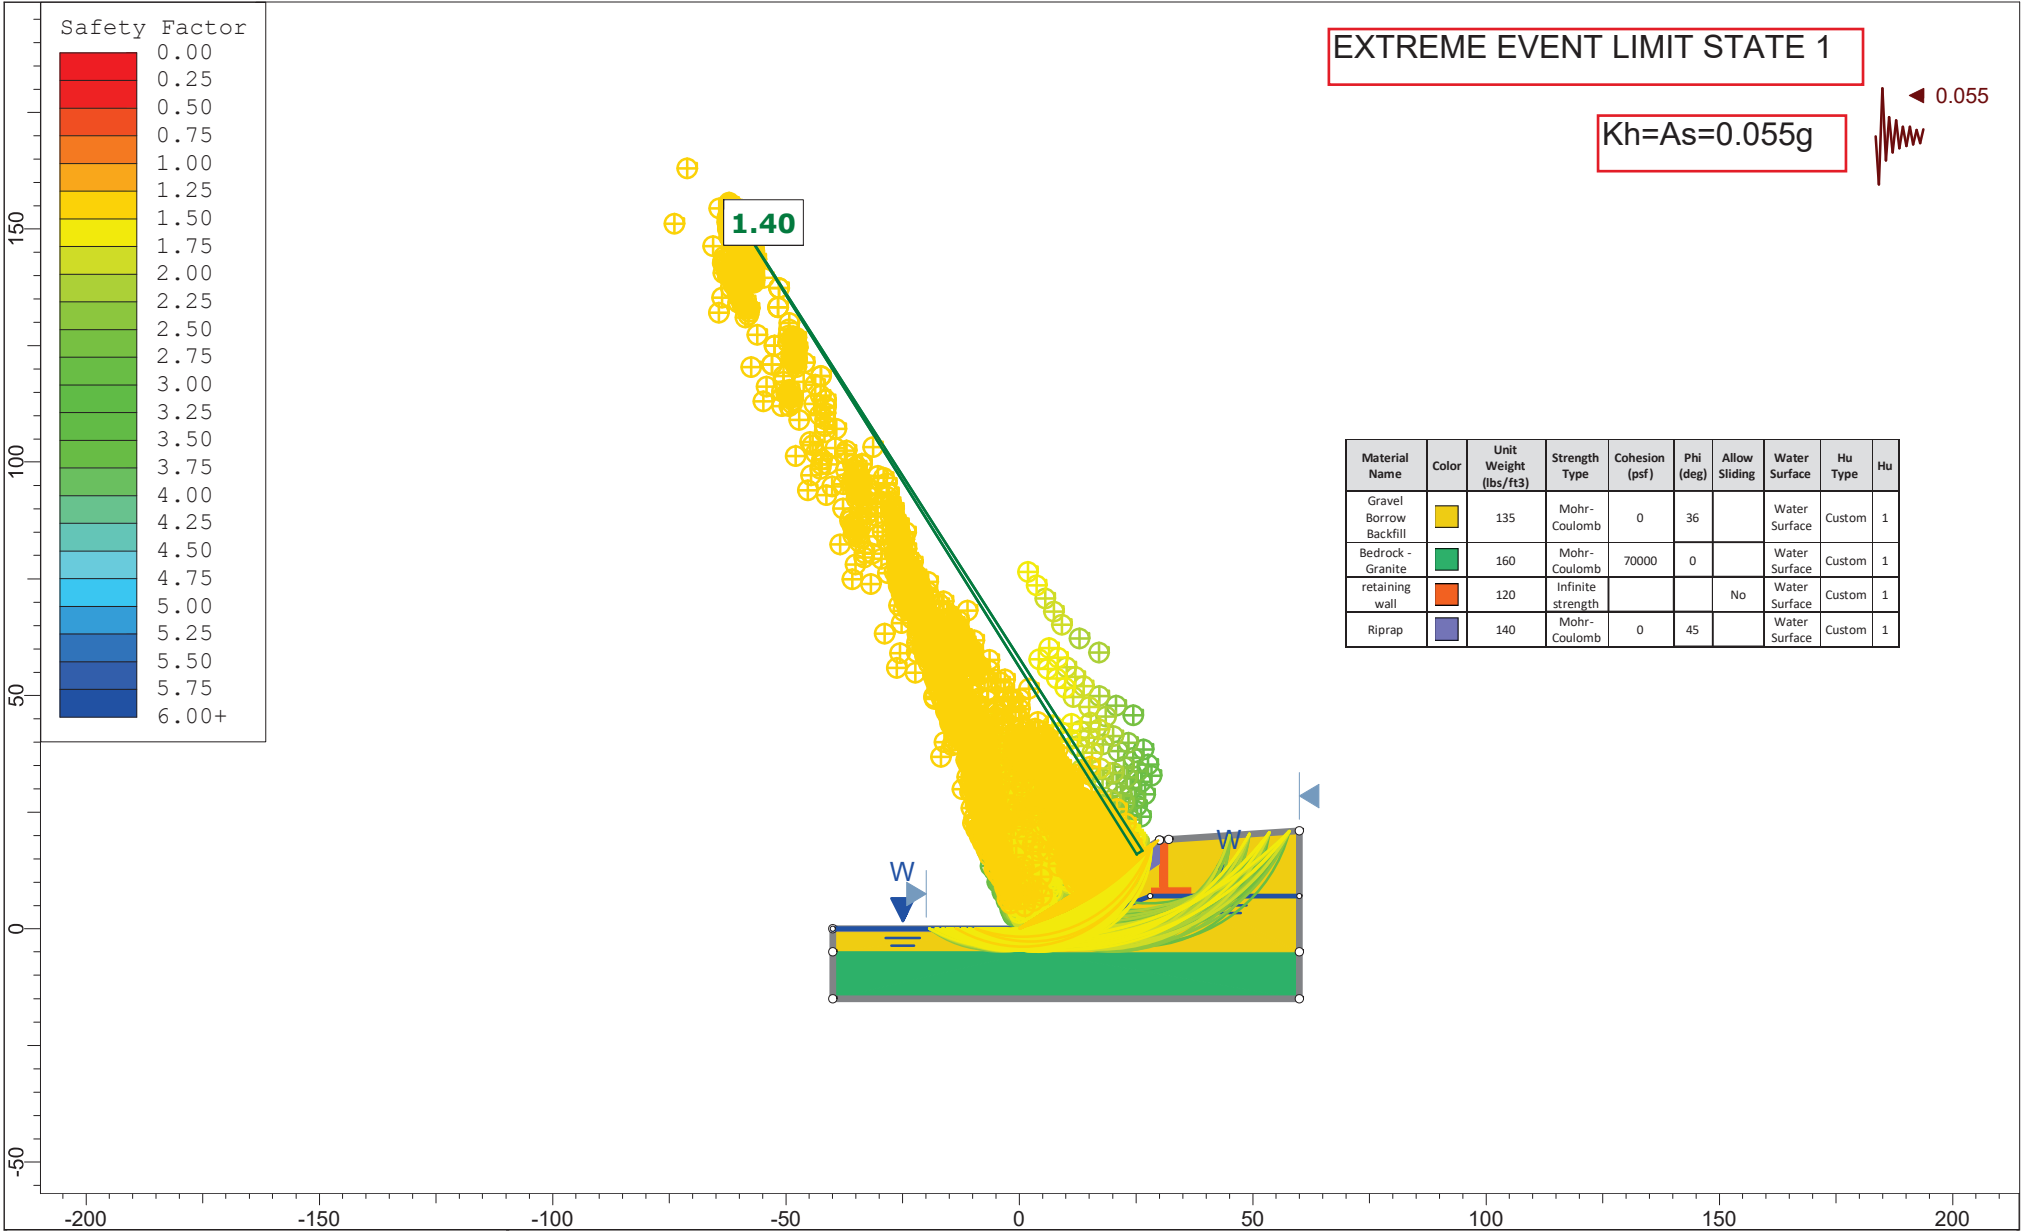 Safety Factor
0.00
0.25
0.50
0.75
1.00
1.25
1.50
1.75
2.00
2.25
2.50
2.75
3.00
3.25
3.50
3.75
4.00
4.25
4.50
4.75
5.00
5.25
5.50
5.75
6.00+
EXTREME EVENT LIMIT STATE 1
0.055
Kh=As=0.055g
1.40
Material Name Color Unit Weight (lbs/ft3) Strength Type Cohesion (psf) Phi (deg) Allow Sliding Water Surface Hu Type Hu
Gravel Borrow Backfill 135 Mohr-Coulomb 0 36 Water Surface Custom 1
Bedrock - Granite 160 Mohr-Coulomb 70000 0 Water Surface Custom 1
retaining wall 120 Infinite strength No Water Surface Custom 1
Riprap 140 Mohr-Coulomb 0 45 Water Surface Custom 1
W
W
150
100
50
0
-50
-200 -150 -100 -50 0 50 100 150 200